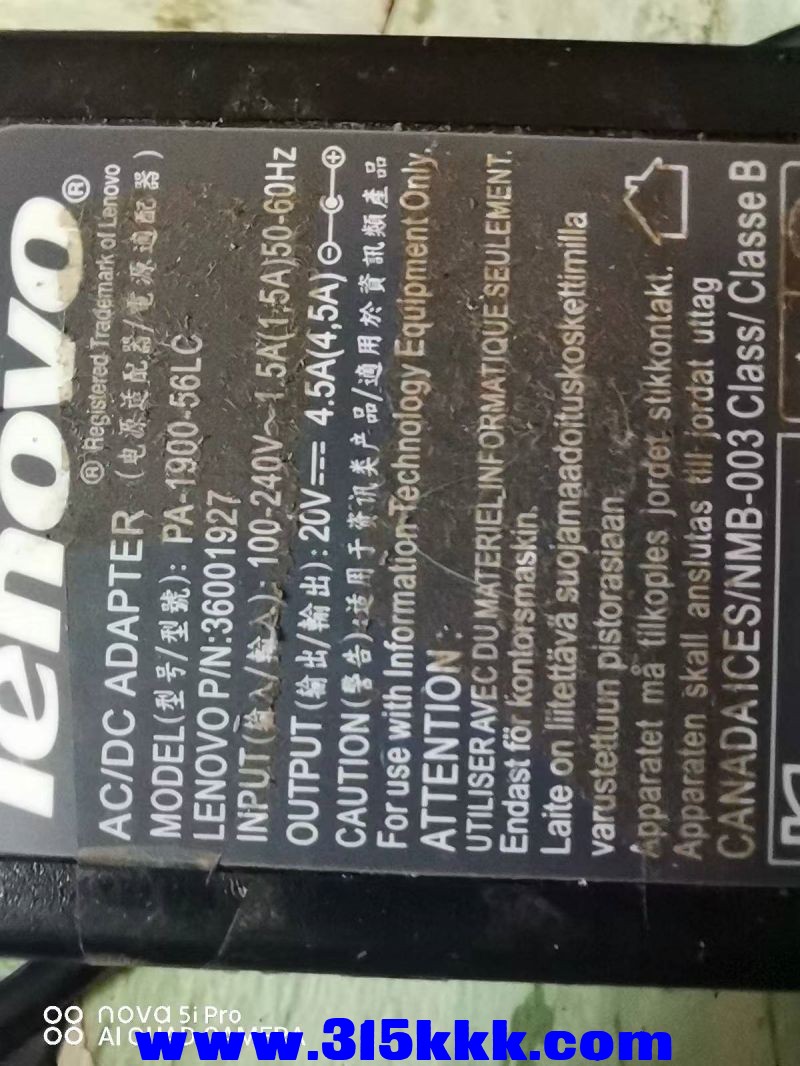 lenovo®
® Registered Trademark of Lenovo
AC/DC ADAPTER (电源适配器/電源適配器)
MODEL(型号/型號): PA-1900-56LC
LENOVO P/N:36001927
INPUT(输入/輸入): 100-240V~1.5A(1,5A)50-60Hz
OUTPUT(输出/輸出): 20V⎓4.5A(4,5A)
CAUTION(警告):适用于资讯类产品/適用於資訊類產品
For use with Information Technology Equipment Only.
ATTENTION:
UTILISER AVEC DU MATERIEL INFORMATIQUE SEULEMENT.
Endast för kontorsmaskin.
Laite on liitettävä suojamaadoituskoskettimilla
varustettuun pistorasiaan.
Apparatet må tilkoples jordet stikkontakt.
Apparaten skall anslutas till jordat uttag
CANADA ICES/NMB-003 Class/Classe B
nova 5i Pro
AI QUAD CAMERA
www.315kkk.com